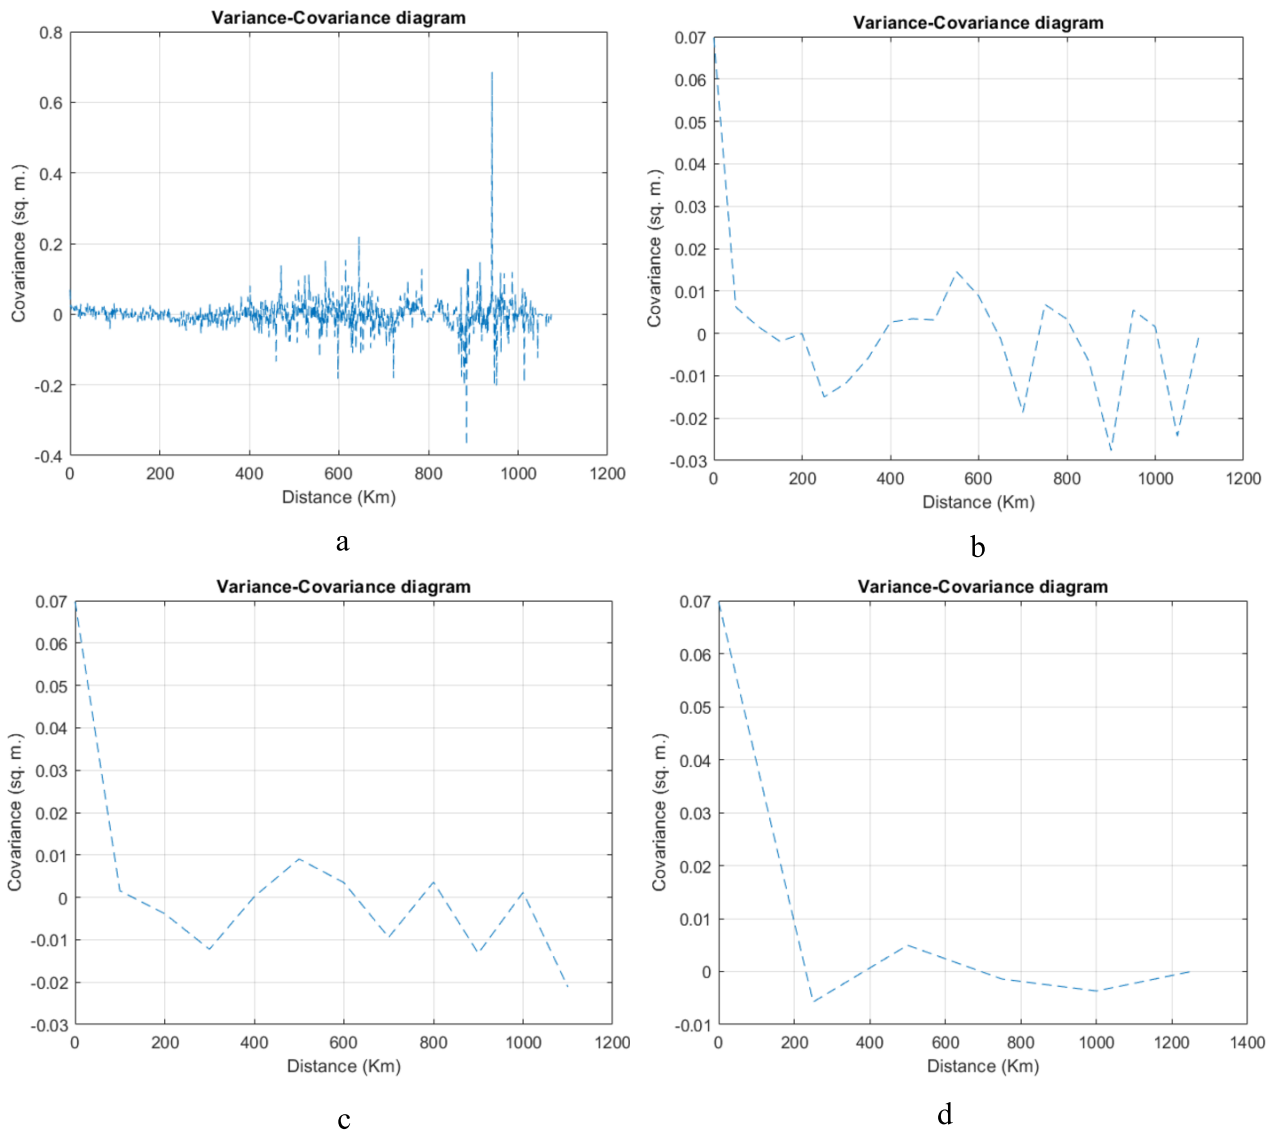 Variance-Covariance diagram
0.8
0.6
0.4
0.2
0
-0.2
-0.4
Covariance (sq. m.)
0 200 400 600 800 1000 1200
Distance (Km)
a
Variance-Covariance diagram
0.07
0.06
0.05
0.04
0.03
0.02
0.01
0
-0.01
-0.02
-0.03
Covariance (sq. m.)
0 200 400 600 800 1000 1200
Distance (Km)
b
Variance-Covariance diagram
0.07
0.06
0.05
0.04
0.03
0.02
0.01
0
-0.01
-0.02
-0.03
Covariance (sq. m.)
0 200 400 600 800 1000 1200
Distance (Km)
c
Variance-Covariance diagram
0.07
0.06
0.05
0.04
0.03
0.02
0.01
0
-0.01
Covariance (sq. m.)
0 200 400 600 800 1000 1200 1400
Distance (Km)
d